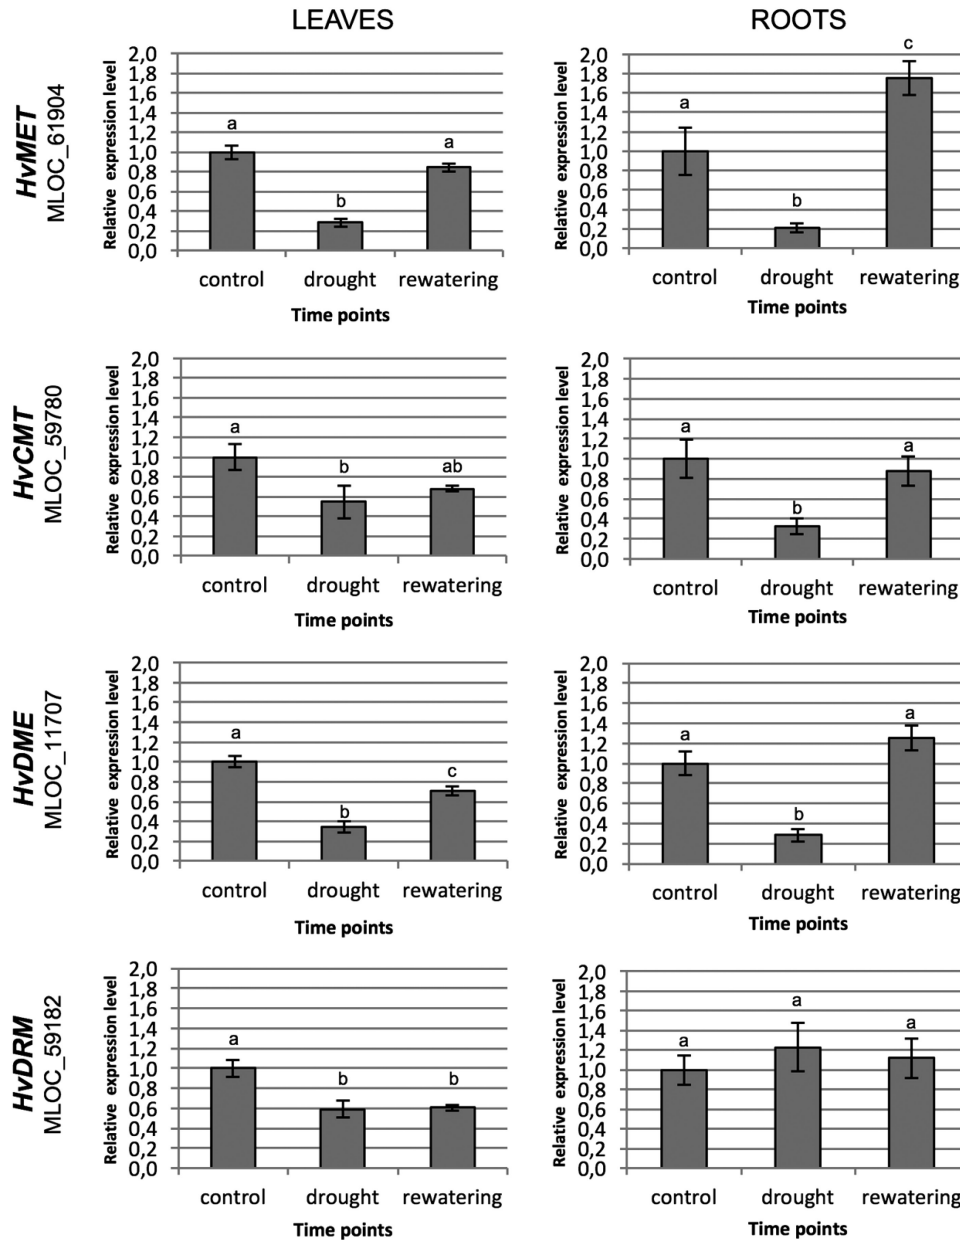 LEAVES
ROOTS
HvMET
MLOC_61904
Relative expression level
2,0
1,8
1,6
1,4
1,2
1,0
0,8
0,6
0,4
0,2
0,0
a
b
a
control drought rewatering
Time points
Relative expression level
2,0
1,8
1,6
1,4
1,2
1,0
0,8
0,6
0,4
0,2
0,0
a
b
c
control drought rewatering
Time points
HvCMT
MLOC_59780
Relative expression level
2,0
1,8
1,6
1,4
1,2
1,0
0,8
0,6
0,4
0,2
0,0
a
b
ab
control drought rewatering
Time points
Relative expression level
2,0
1,8
1,6
1,4
1,2
1,0
0,8
0,6
0,4
0,2
0,0
a
b
a
control drought rewatering
Time points
HvDME
MLOC_11707
Relative expression level
2,0
1,8
1,6
1,4
1,2
1,0
0,8
0,6
0,4
0,2
0,0
a
b
c
control drought rewatering
Time points
Relative expression level
2,0
1,8
1,6
1,4
1,2
1,0
0,8
0,6
0,4
0,2
0,0
a
b
a
control drought rewatering
Time points
HvDRM
MLOC_59182
Relative expression level
2,0
1,8
1,6
1,4
1,2
1,0
0,8
0,6
0,4
0,2
0,0
a
b
b
control drought rewatering
Time points
Relative expression level
2,0
1,8
1,6
1,4
1,2
1,0
0,8
0,6
0,4
0,2
0,0
a
a
a
control drought rewatering
Time points